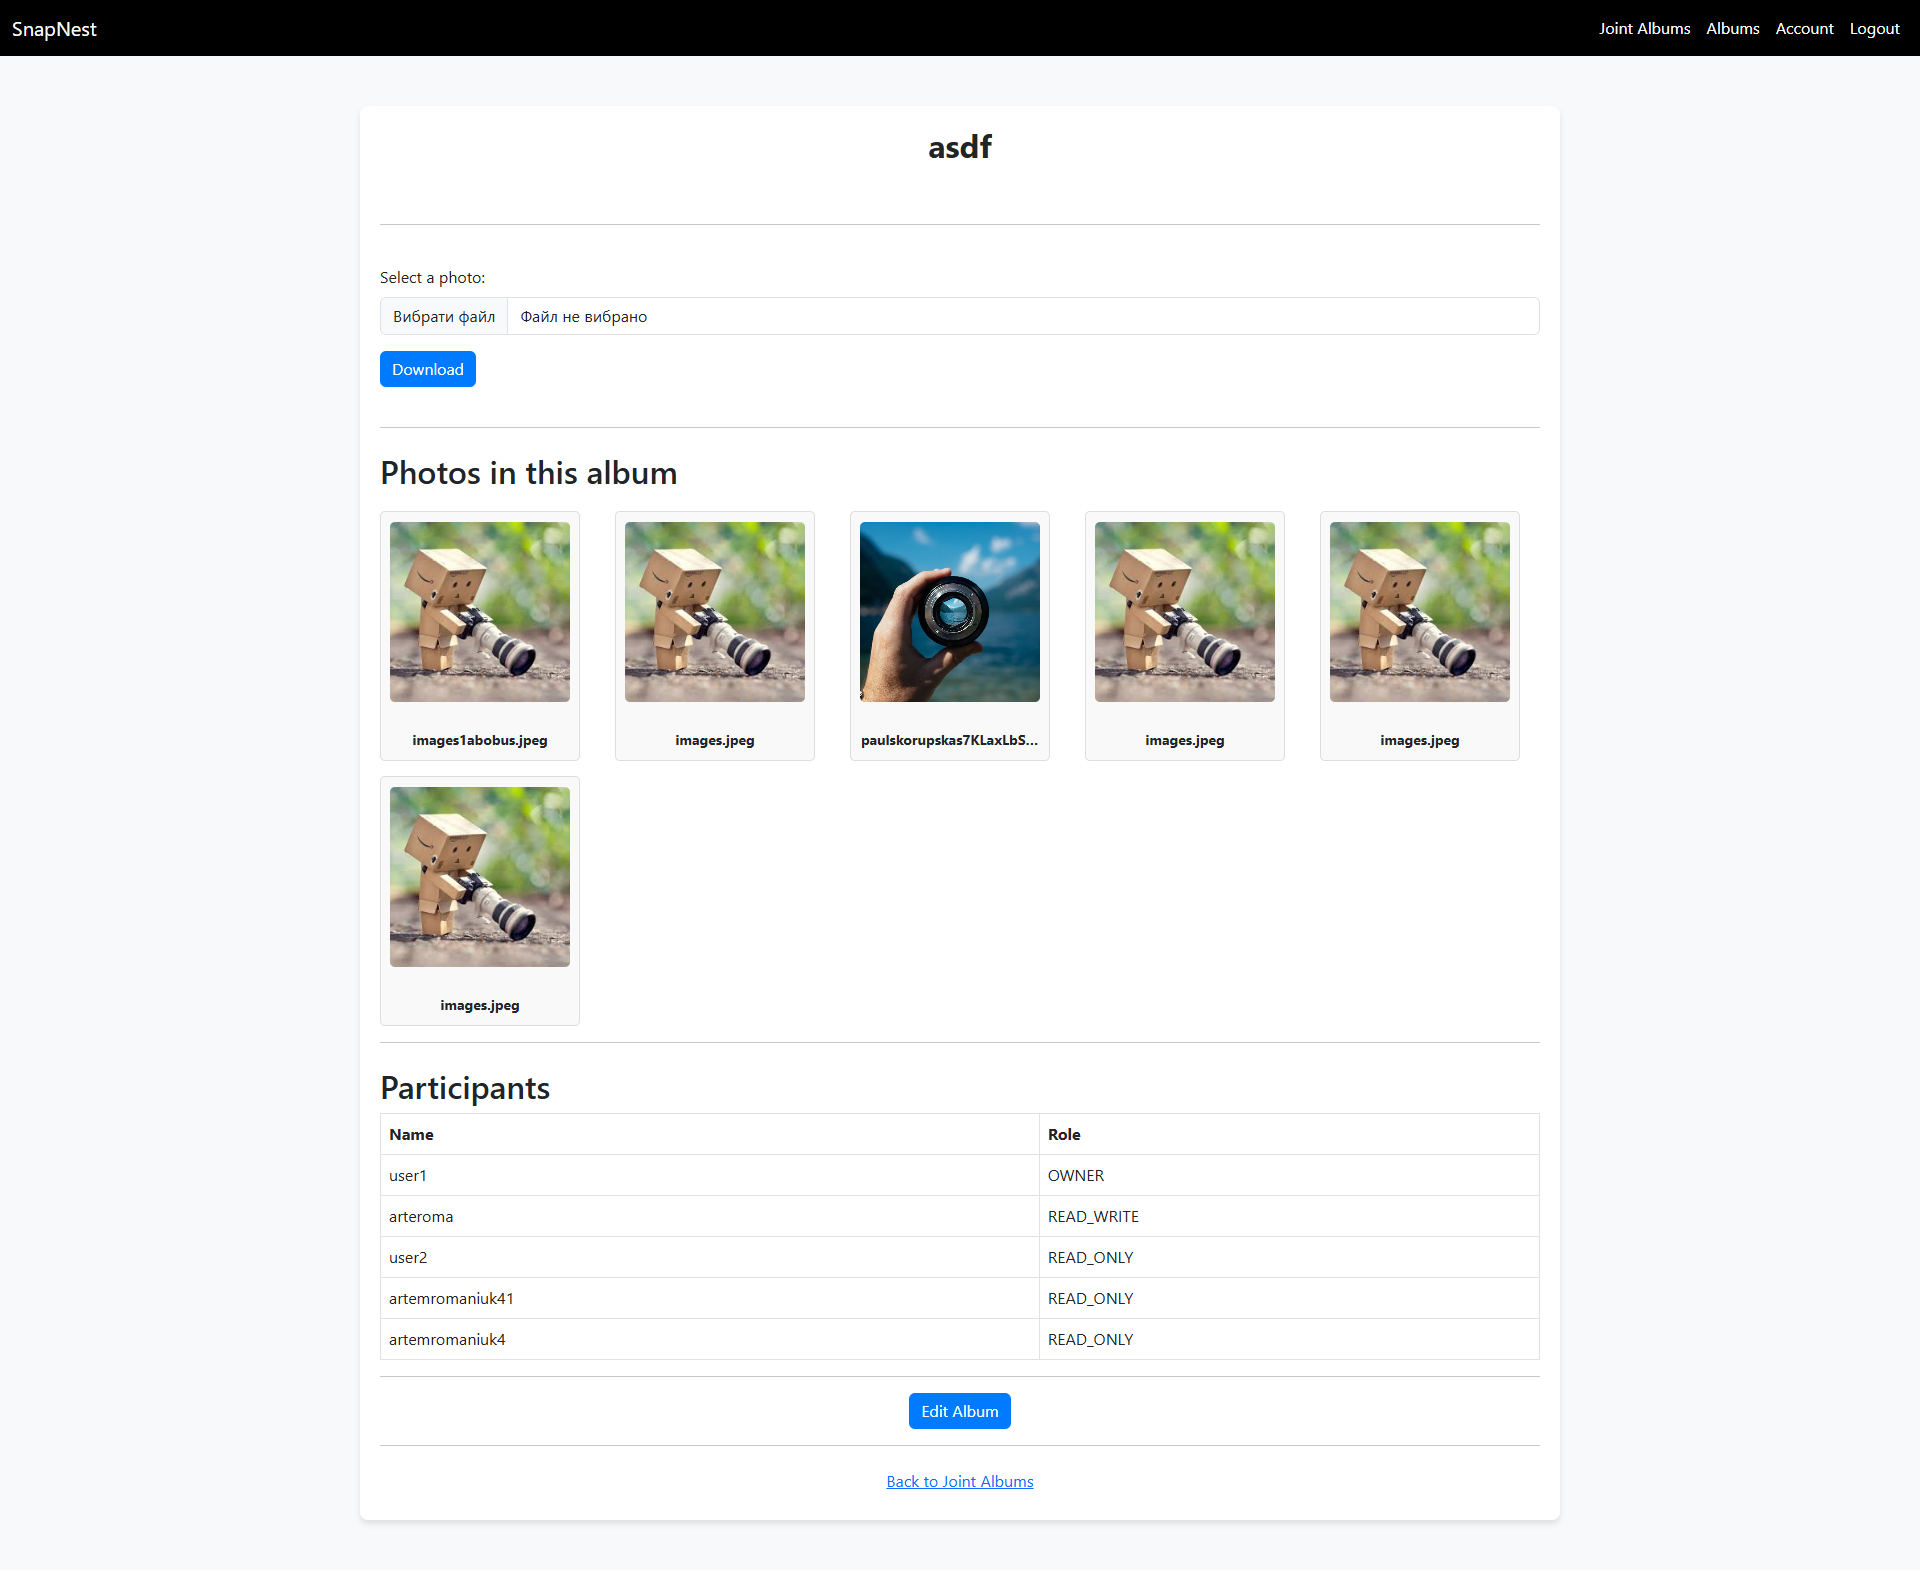 SnapNest
Joint Albums Albums Account Logout
asdf
Select a photo:
Вибрати файл Файл не вибрано
Download
Photos in this album
images1abobus.jpeg images.jpeg paulskorupskas7KLaxLbS... images.jpeg images.jpeg
images.jpeg
Participants
Name Role
user1 OWNER
arteroma READ_WRITE
user2 READ_ONLY
artemromaniuk41 READ_ONLY
artemromaniuk4 READ_ONLY
Edit Album
Back to Joint Albums